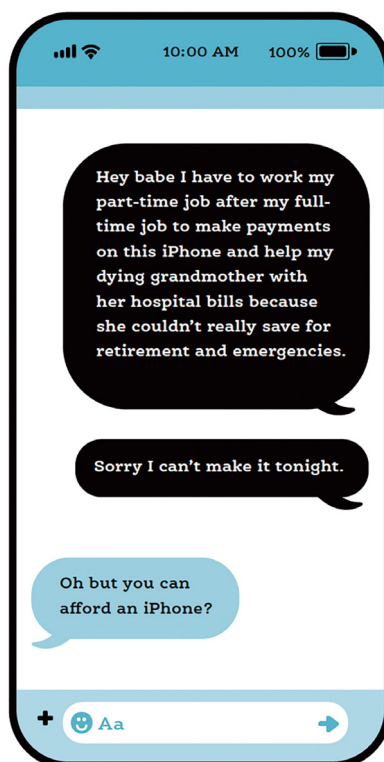 10:00 AM 100%
Hey babe I have to work my
part-time job after my full-
time job to make payments
on this iPhone and help my
dying grandmother with
her hospital bills because
she couldn’t really save for
retirement and emergencies.
Sorry I can’t make it tonight.
Oh but you can
afford an iPhone?
Aa